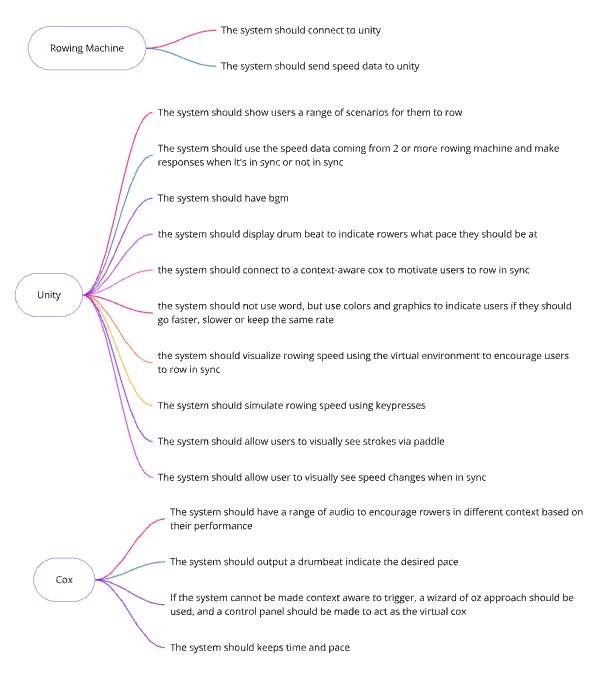 Rowing Machine
The system should connect to unity
The system should send speed data to unity
Unity
The system should show users a range of scenarios for them to row
The system should use the speed data coming from 2 or more rowing machine and make
responses when it's in sync or not in sync
The system should have bgm
the system should display drum beat to indicate rowers what pace they should be at
the system should connect to a context-aware cox to motivate users to row in sync
the system should not use word, but use colors and graphics to indicate users if they should
go faster, slower or keep the same rate
the system should visualize rowing speed using the virtual environment to encourage users
to row in sync
The system should simulate rowing speed using keypresses
The system should allow users to visually see strokes via paddle
The system should allow user to visually see speed changes when in sync
Cox
The system should have a range of audio to encourage rowers in different context based on
their performance
The system should output a drumbeat indicate the desired pace
If the system cannot be made context aware to trigger, a wizard of oz approach should be
used, and a control panel should be made to act as the virtual cox
The system should keeps time and pace